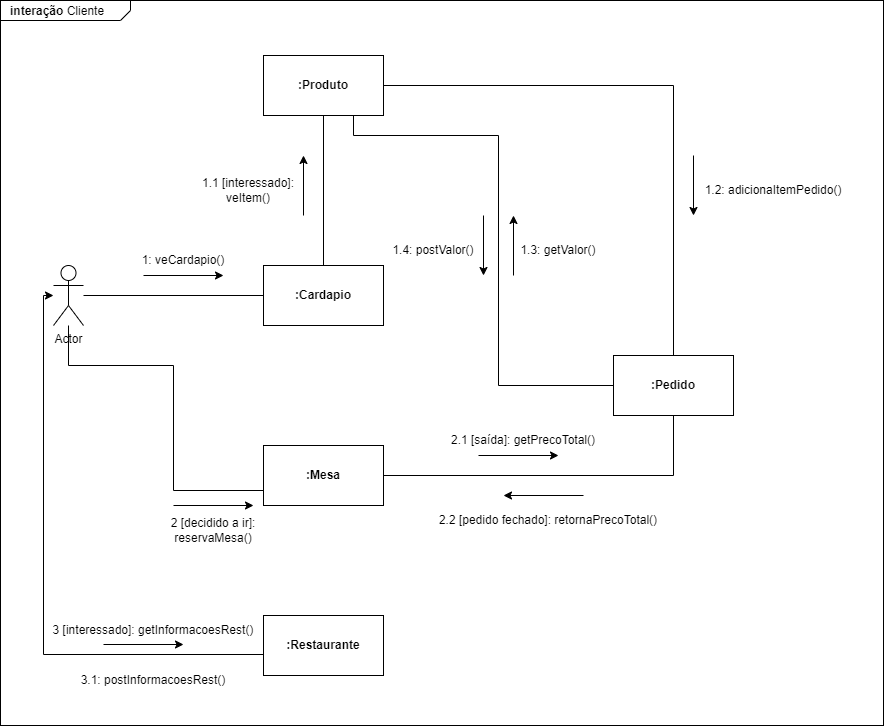 interação Cliente
:Produto
1.1 [interessado]:
veItem()
1.2: adicionaItemPedido()
1.4: postValor()
1.3: getValor()
1: veCardapio()
:Cardapio
Actor
:Pedido
2.1 [saída]: getPrecoTotal()
:Mesa
2 [decidido a ir]:
reservaMesa()
2.2 [pedido fechado]: retornaPrecoTotal()
3 [interessado]: getInformacoesRest()
:Restaurante
3.1: postInformacoesRest()